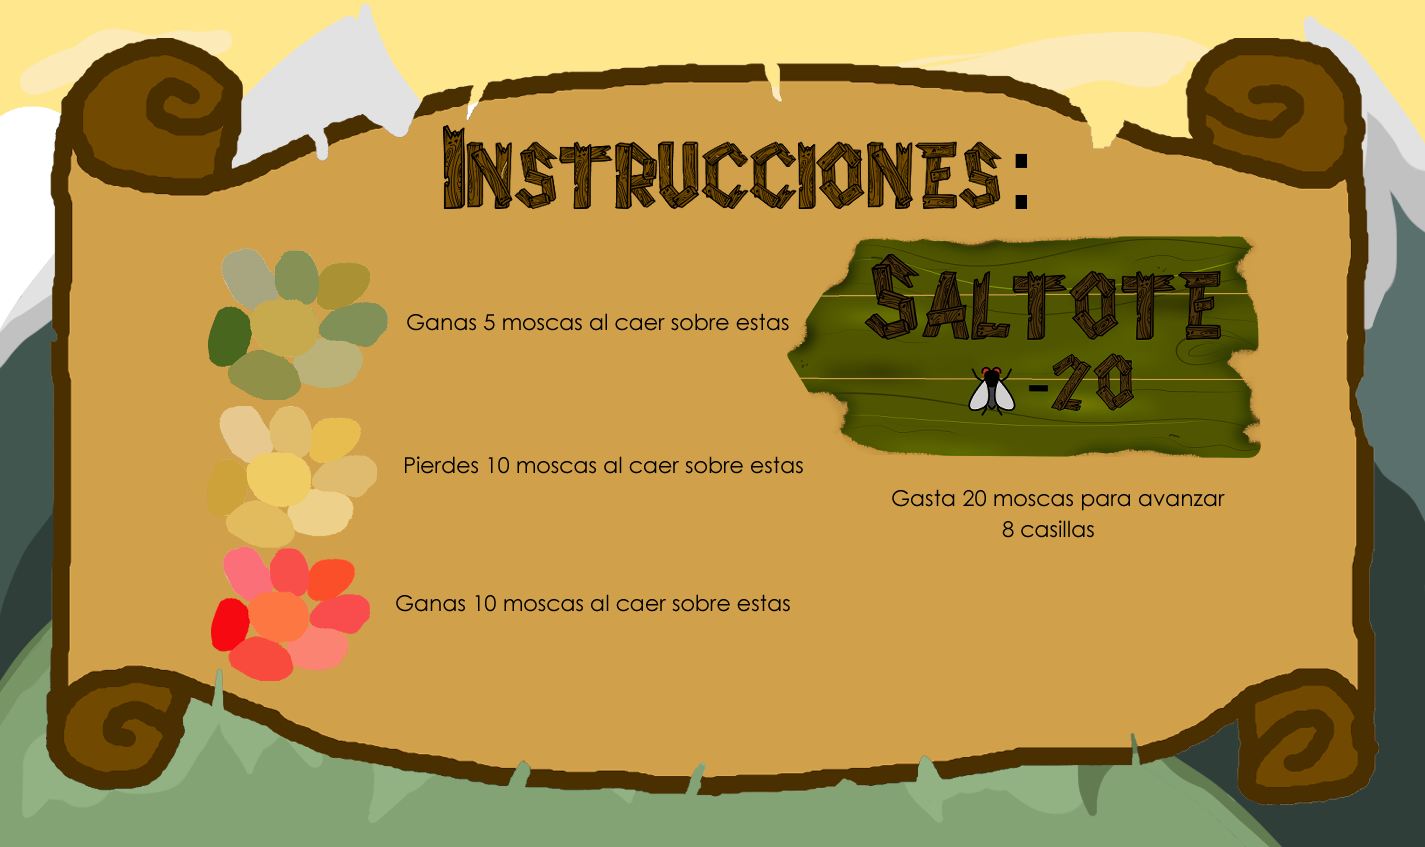 Instrucciones:
Ganas 5 moscas al caer sobre estas
Pierdes 10 moscas al caer sobre estas
Ganas 10 moscas al caer sobre estas
Saltote
-20
Gasta 20 moscas para avanzar
8 casillas